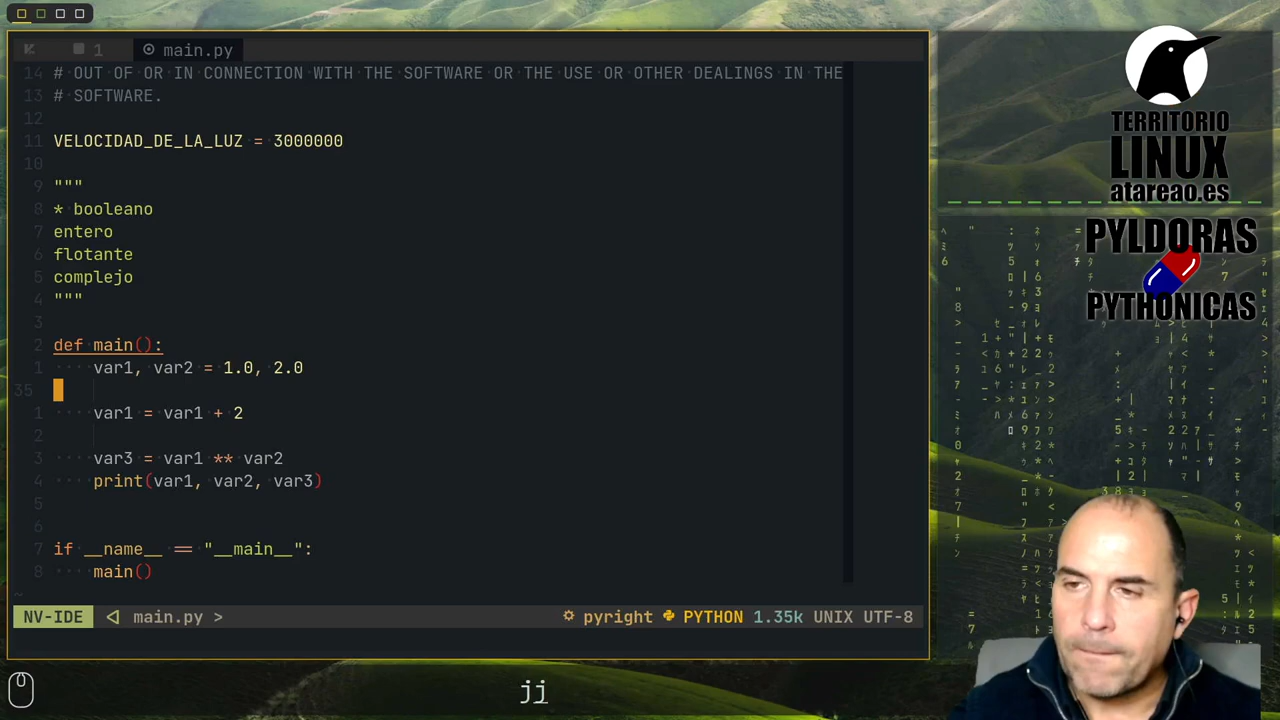 1
main.py
14 # OUT OF OR IN CONNECTION WITH THE SOFTWARE OR THE USE OR OTHER DEALINGS IN THE
13 # SOFTWARE.
12
11 VELOCIDAD_DE_LA_LUZ = 3000000
10
9 """
8 * booleano
7 entero
6 flotante
5 complejo
4 """
3
2 def main():
1 var1, var2 = 1.0, 2.0
35
1 var1 = var1 + 2
2
3 var3 = var1 ** var2
4 print(var1, var2, var3)
5
6
7 if __name__ == "__main__":
8 main()
~
NV-IDE main.py > pyright PYTHON 1.35k UNIX UTF-8
TERRITORIO
LINUX
atareao.es
PYLDORAS
PYTHONICAS
jj